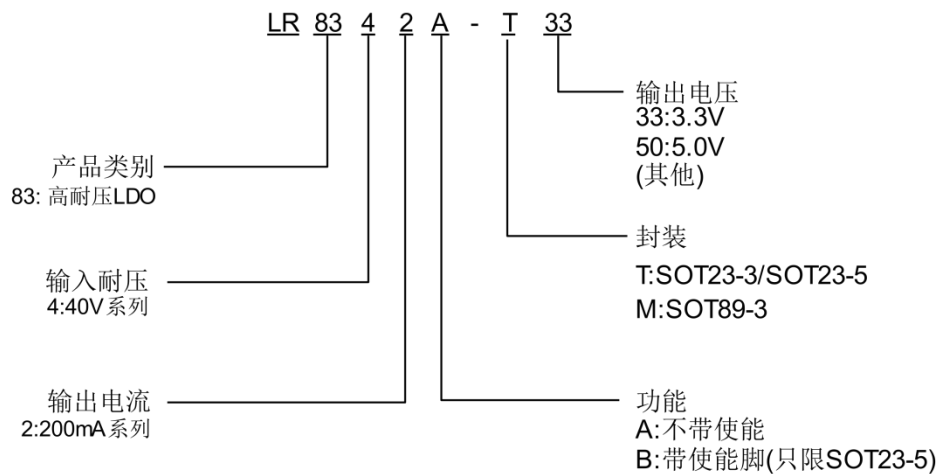 LR 83 4 2 A - T 33
输出电压
33:3.3V
50:5.0V
(其他)
产品类别
83: 高耐压LDO
封装
T:SOT23-3/SOT23-5
M:SOT89-3
输入耐压
4:40V系列
输出电流
2:200mA系列
功能
A:不带使能
B:带使能脚(只限SOT23-5)